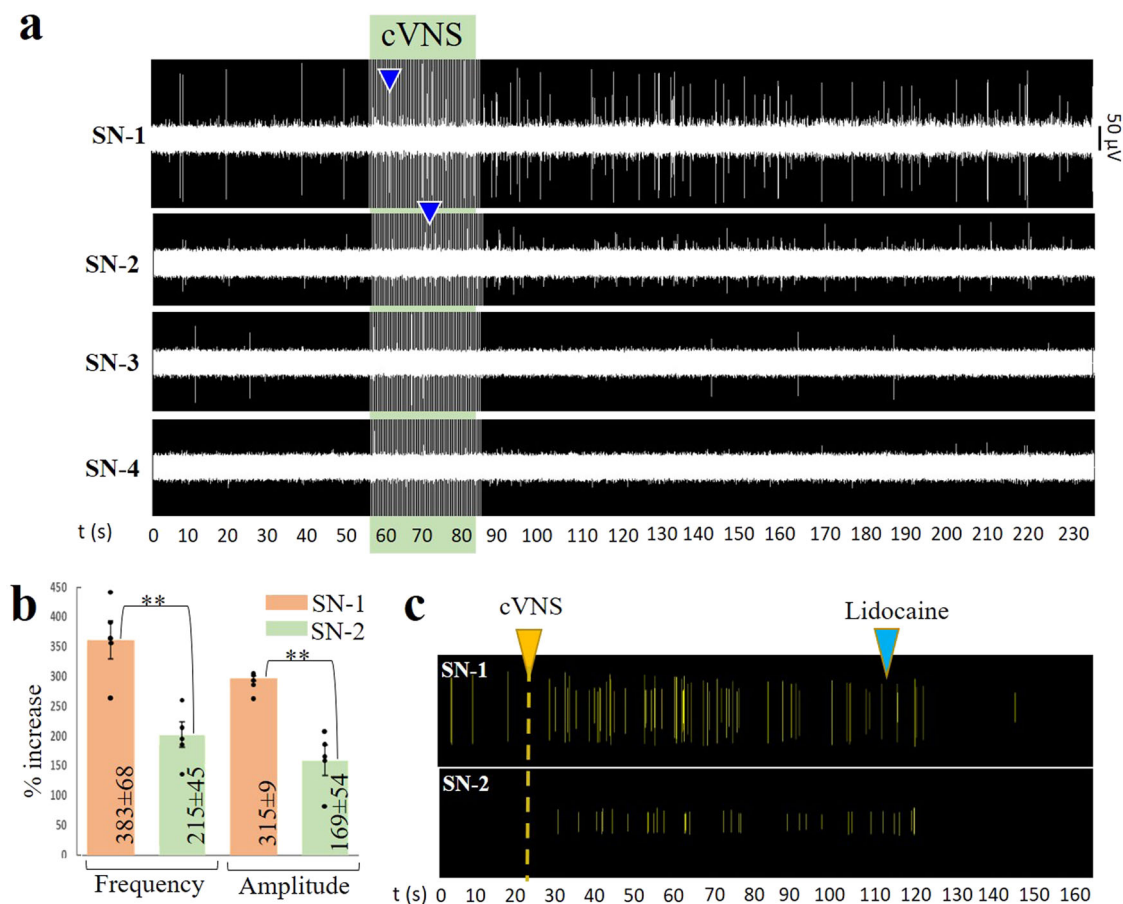 a
cVNS
SN-1
50 µV
SN-2
SN-3
SN-4
t (s) 0 10 20 30 40 50 60 70 80 90 100 110 120 130 140 150 160 170 180 190 200 210 220 230
b
450
400
350
300
250
200
150
100
50
0
% increase
**
**
SN-1
SN-2
383±68
215±45
315±9
169±54
Frequency
Amplitude
c
cVNS
Lidocaine
SN-1
SN-2
t (s) 0 10 20 30 40 50 60 70 80 90 100 110 120 130 140 150 160